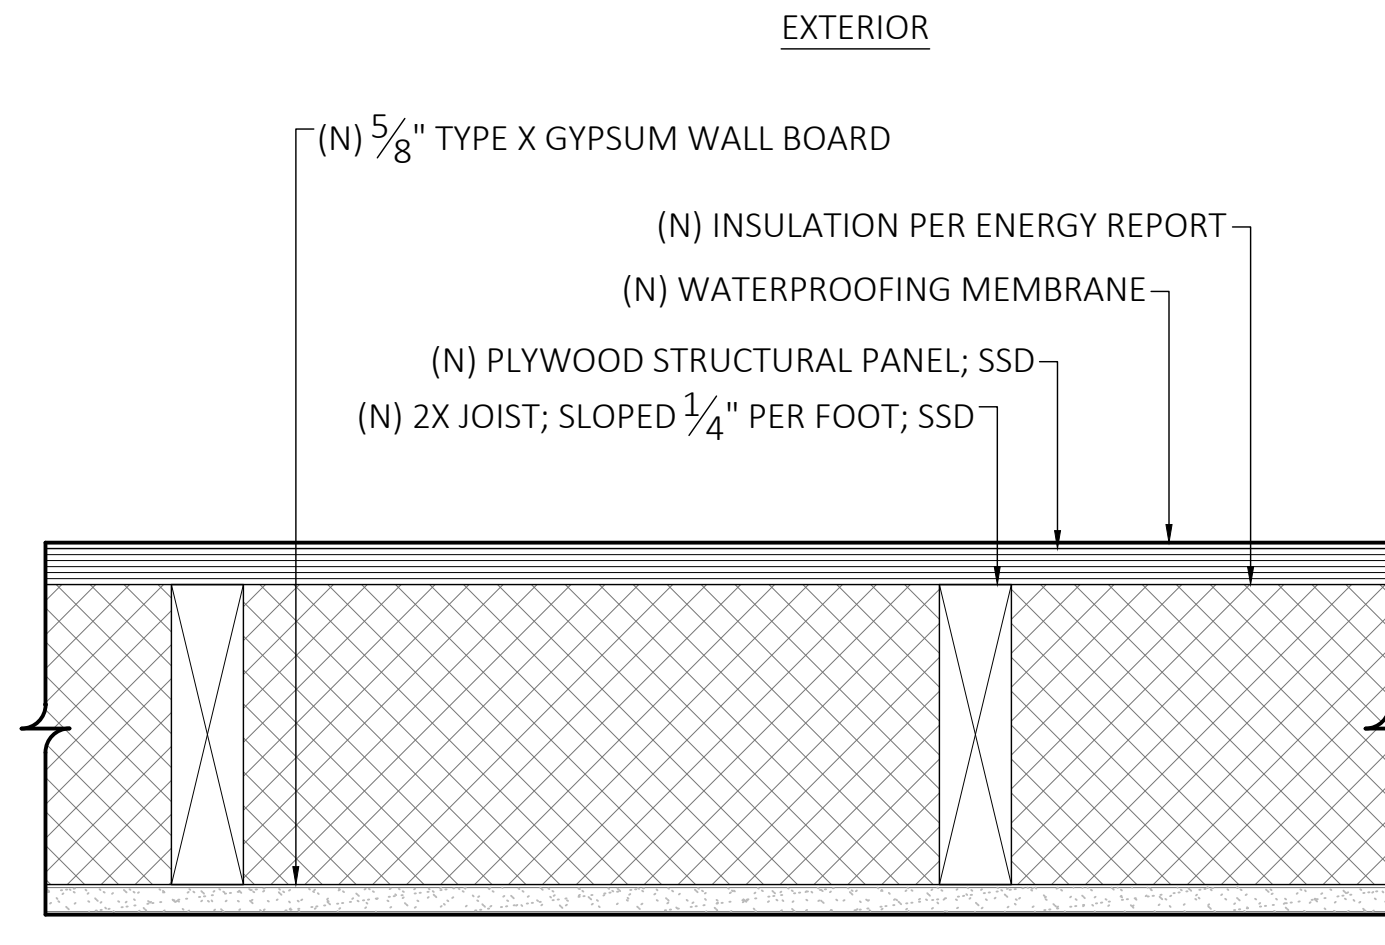 EXTERIOR
(N) 5/8" TYPE X GYPSUM WALL BOARD
(N) INSULATION PER ENERGY REPORT
(N) WATERPROOFING MEMBRANE
(N) PLYWOOD STRUCTURAL PANEL; SSD
(N) 2X JOIST; SLOPED 1/4" PER FOOT; SSD